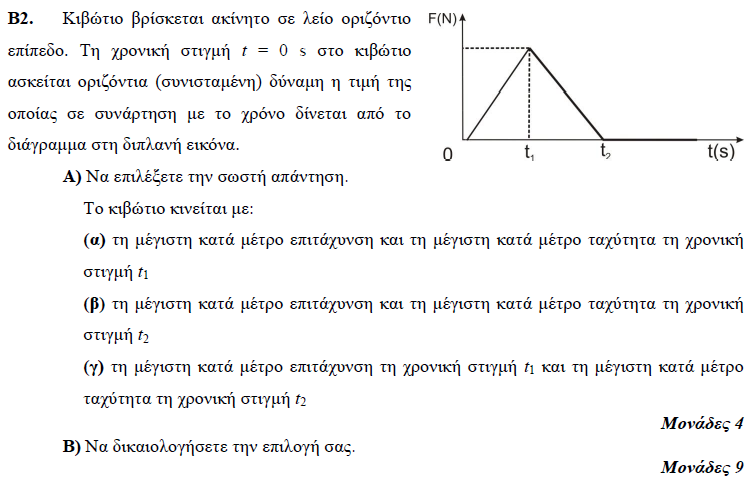 Β2. Κιβώτιο βρίσκεται ακίνητο σε λείο οριζόντιο
επίπεδο. Τη χρονική στιγμή t = 0 s στο κιβώτιο
ασκείται οριζόντια (συνισταμένη) δύναμη η τιμή της
οποίας σε συνάρτηση με το χρόνο δίνεται από το
διάγραμμα στη διπλανή εικόνα.
F(N)
0 t₁ t₂ t(s)
Α) Να επιλέξετε την σωστή απάντηση.
Το κιβώτιο κινείται με:
(α) τη μέγιστη κατά μέτρο επιτάχυνση και τη μέγιστη κατά μέτρο ταχύτητα τη χρονική
στιγμή t₁
(β) τη μέγιστη κατά μέτρο επιτάχυνση και τη μέγιστη κατά μέτρο ταχύτητα τη χρονική
στιγμή t₂
(γ) τη μέγιστη κατά μέτρο επιτάχυνση τη χρονική στιγμή t₁ και τη μέγιστη κατά μέτρο
ταχύτητα τη χρονική στιγμή t₂
Μονάδες 4
Β) Να δικαιολογήσετε την επιλογή σας.
Μονάδες 9